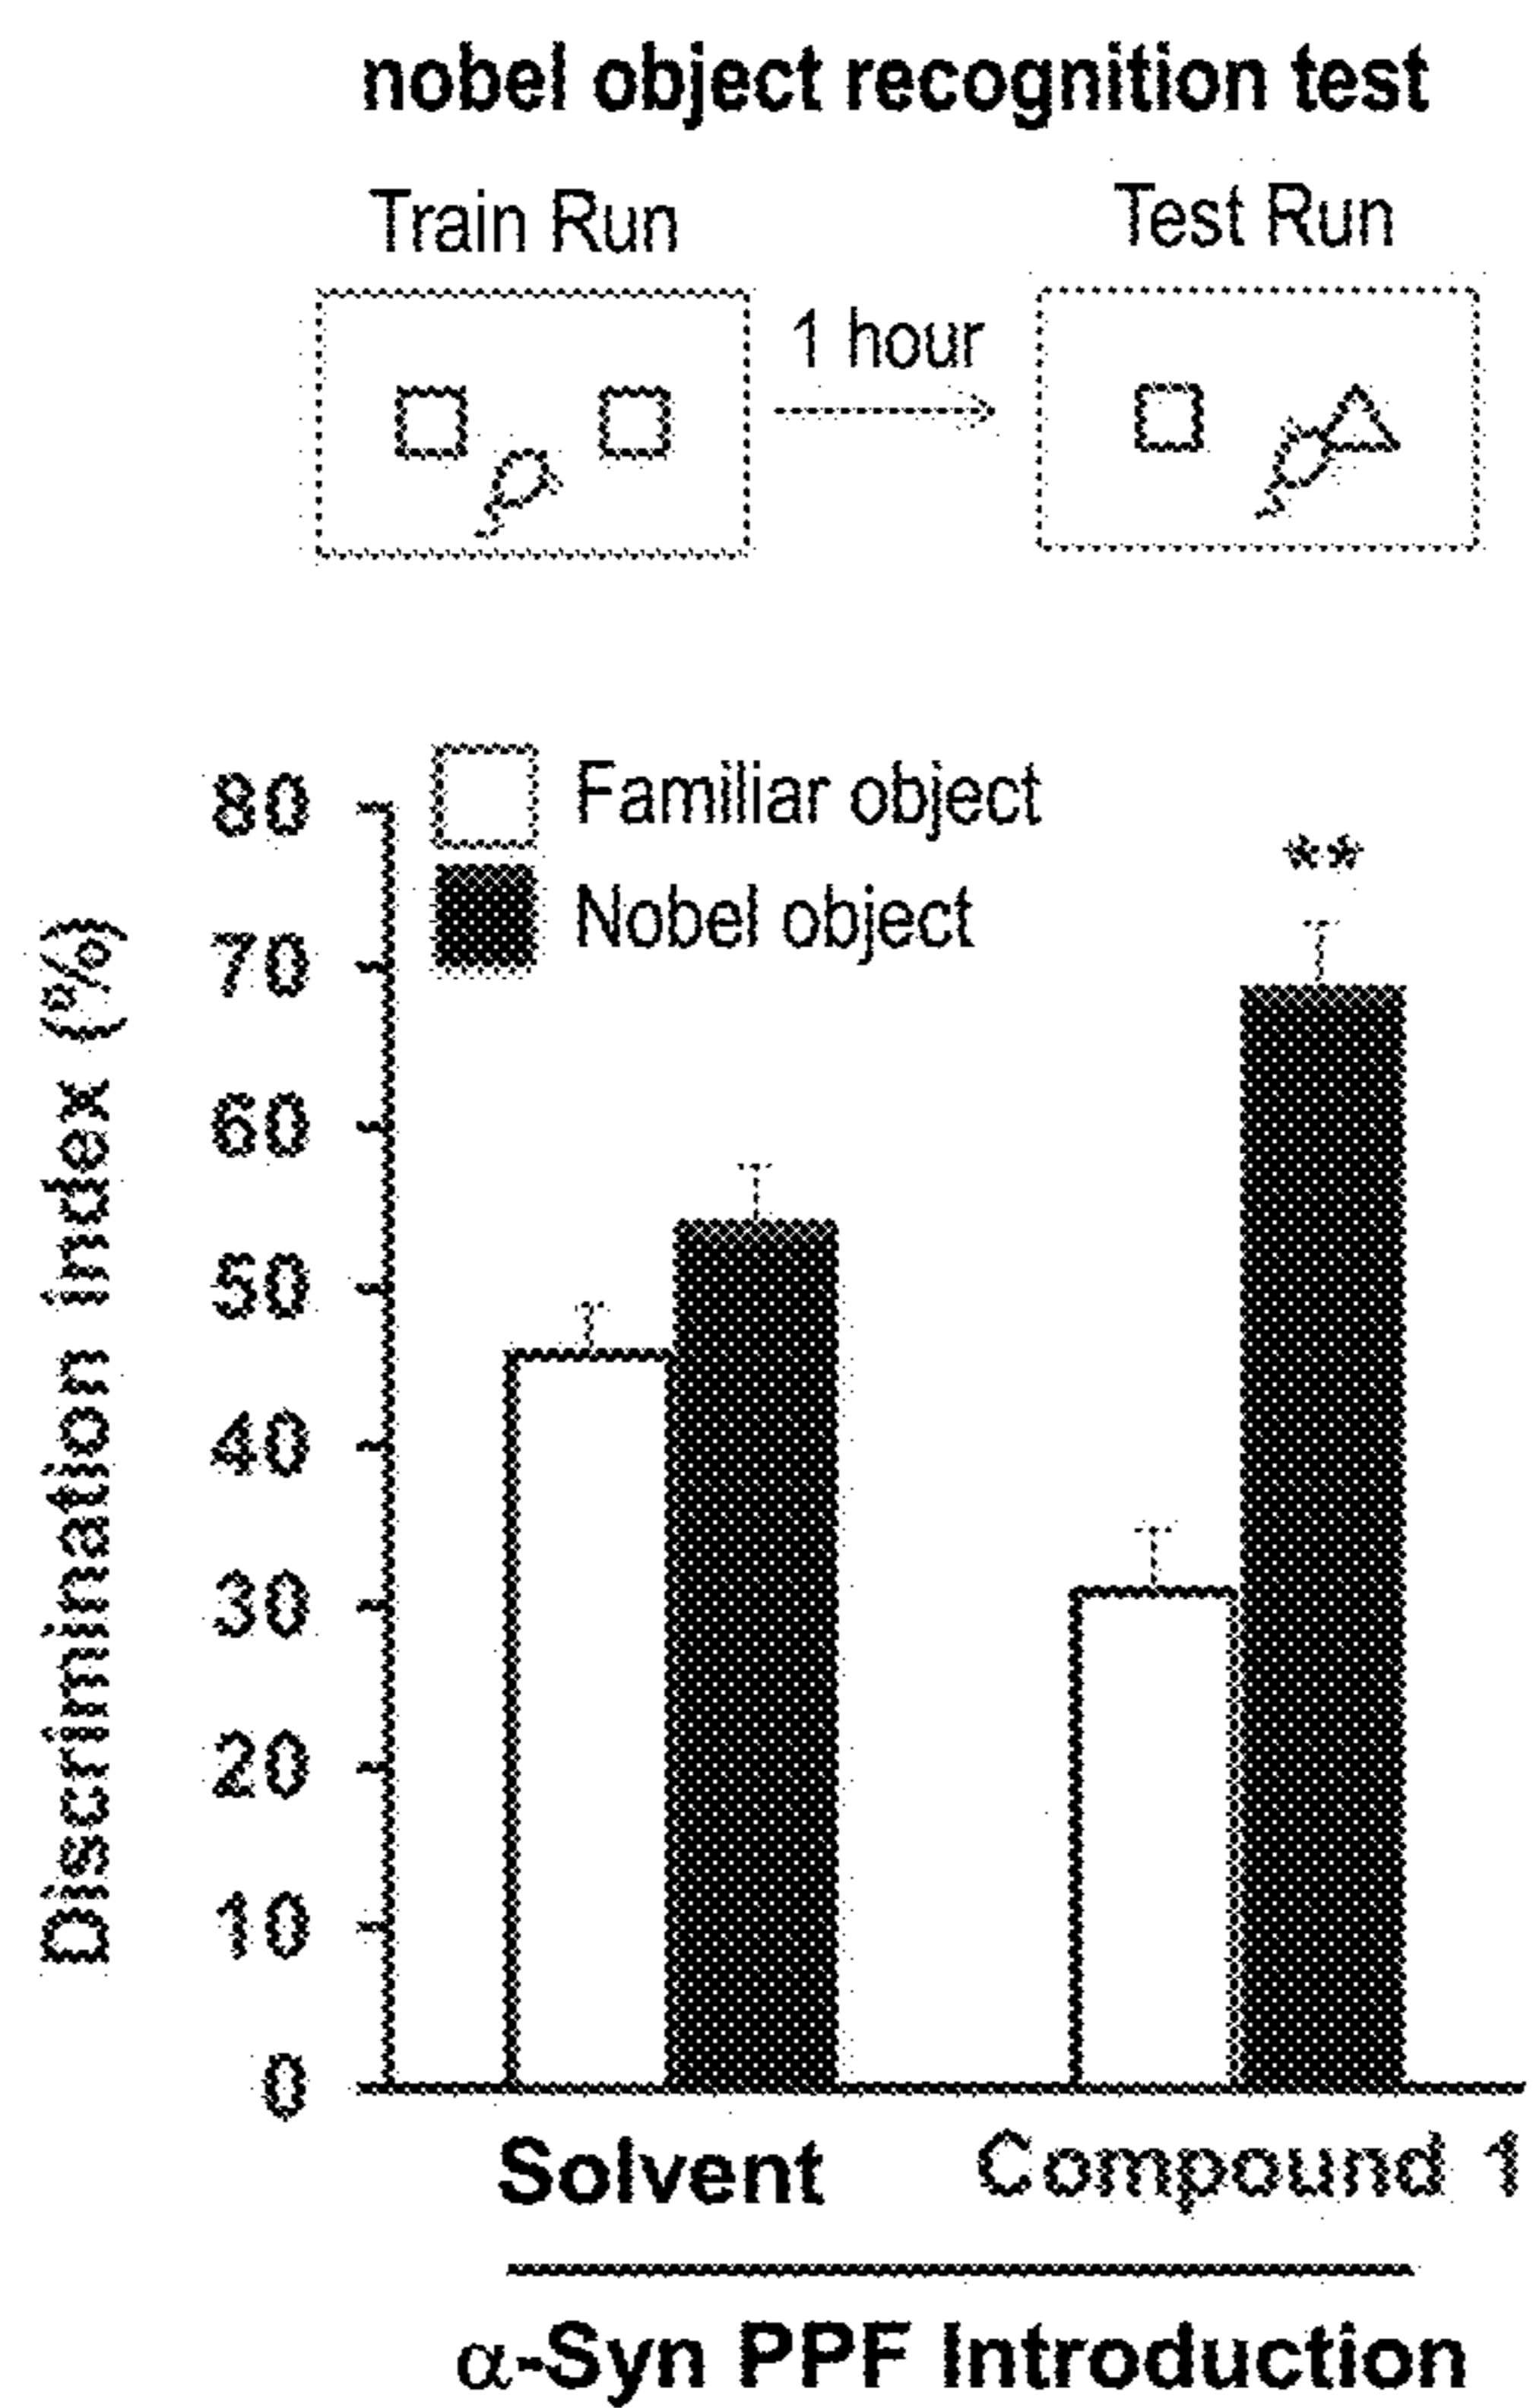 nobel object recognition test
Train Run
Test Run
1 hour
Familiar object
Nobel object
**
Discrimination index (%)
80
70
60
50
40
30
20
10
0
Solvent
Compound 1
α-Syn PPF Introduction